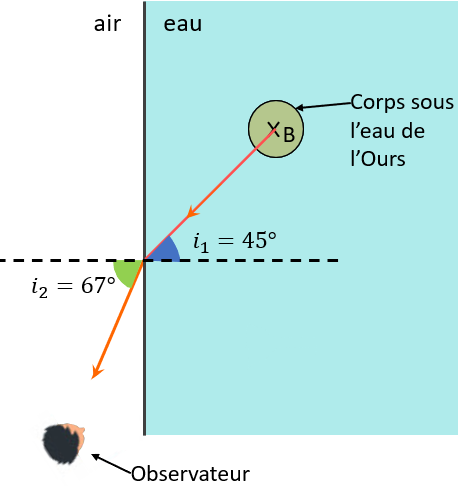 air
eau
Corps sous
l’eau de
l’Ours
B
i₁ = 45°
i₂ = 67°
Observateur